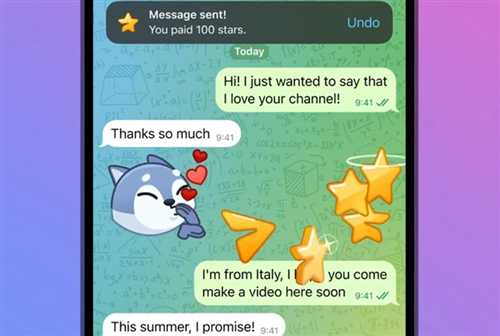 Message sent!
You paid 100 stars.
Undo
Today
Hi! I just wanted to say that
I love your channel!
9:41
Thanks so much 9:41
I'm from Italy, I you come
make a video here soon 9:41
This summer, I promise! 9:41